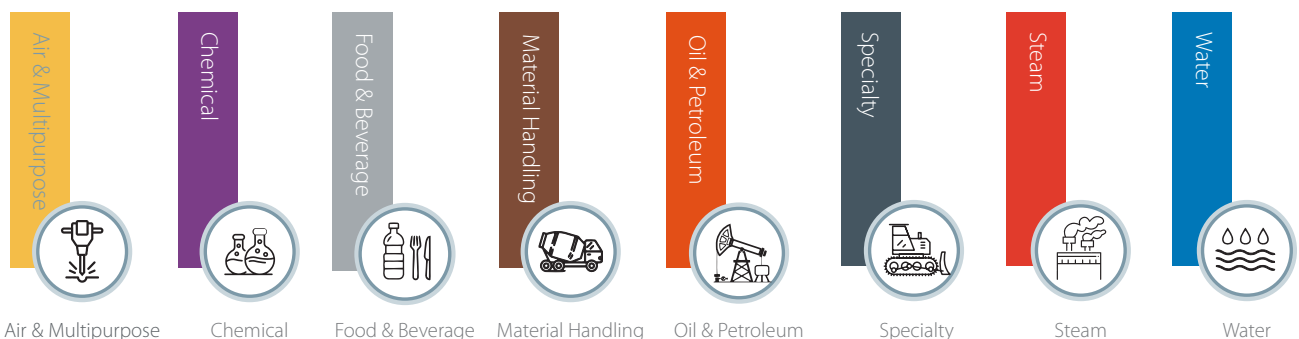 Air & Multipurpose
Chemical
Food & Beverage
Material Handling
Oil & Petroleum
Specialty
Steam
Water
Air & Multipurpose
Chemical
Food & Beverage
Material Handling
Oil & Petroleum
Specialty
Steam
Water